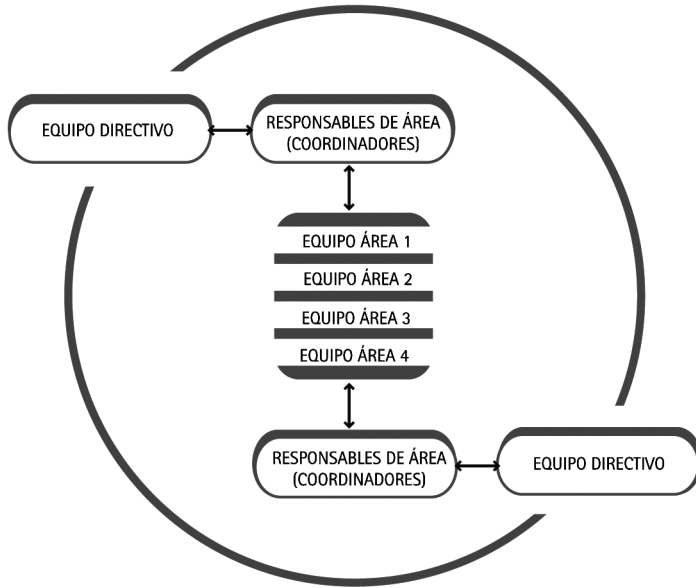 EQUIPO DIRECTIVO
RESPONSABLES DE ÁREA
(COORDINADORES)
EQUIPO ÁREA 1
EQUIPO ÁREA 2
EQUIPO ÁREA 3
EQUIPO ÁREA 4
RESPONSABLES DE ÁREA
(COORDINADORES)
EQUIPO DIRECTIVO